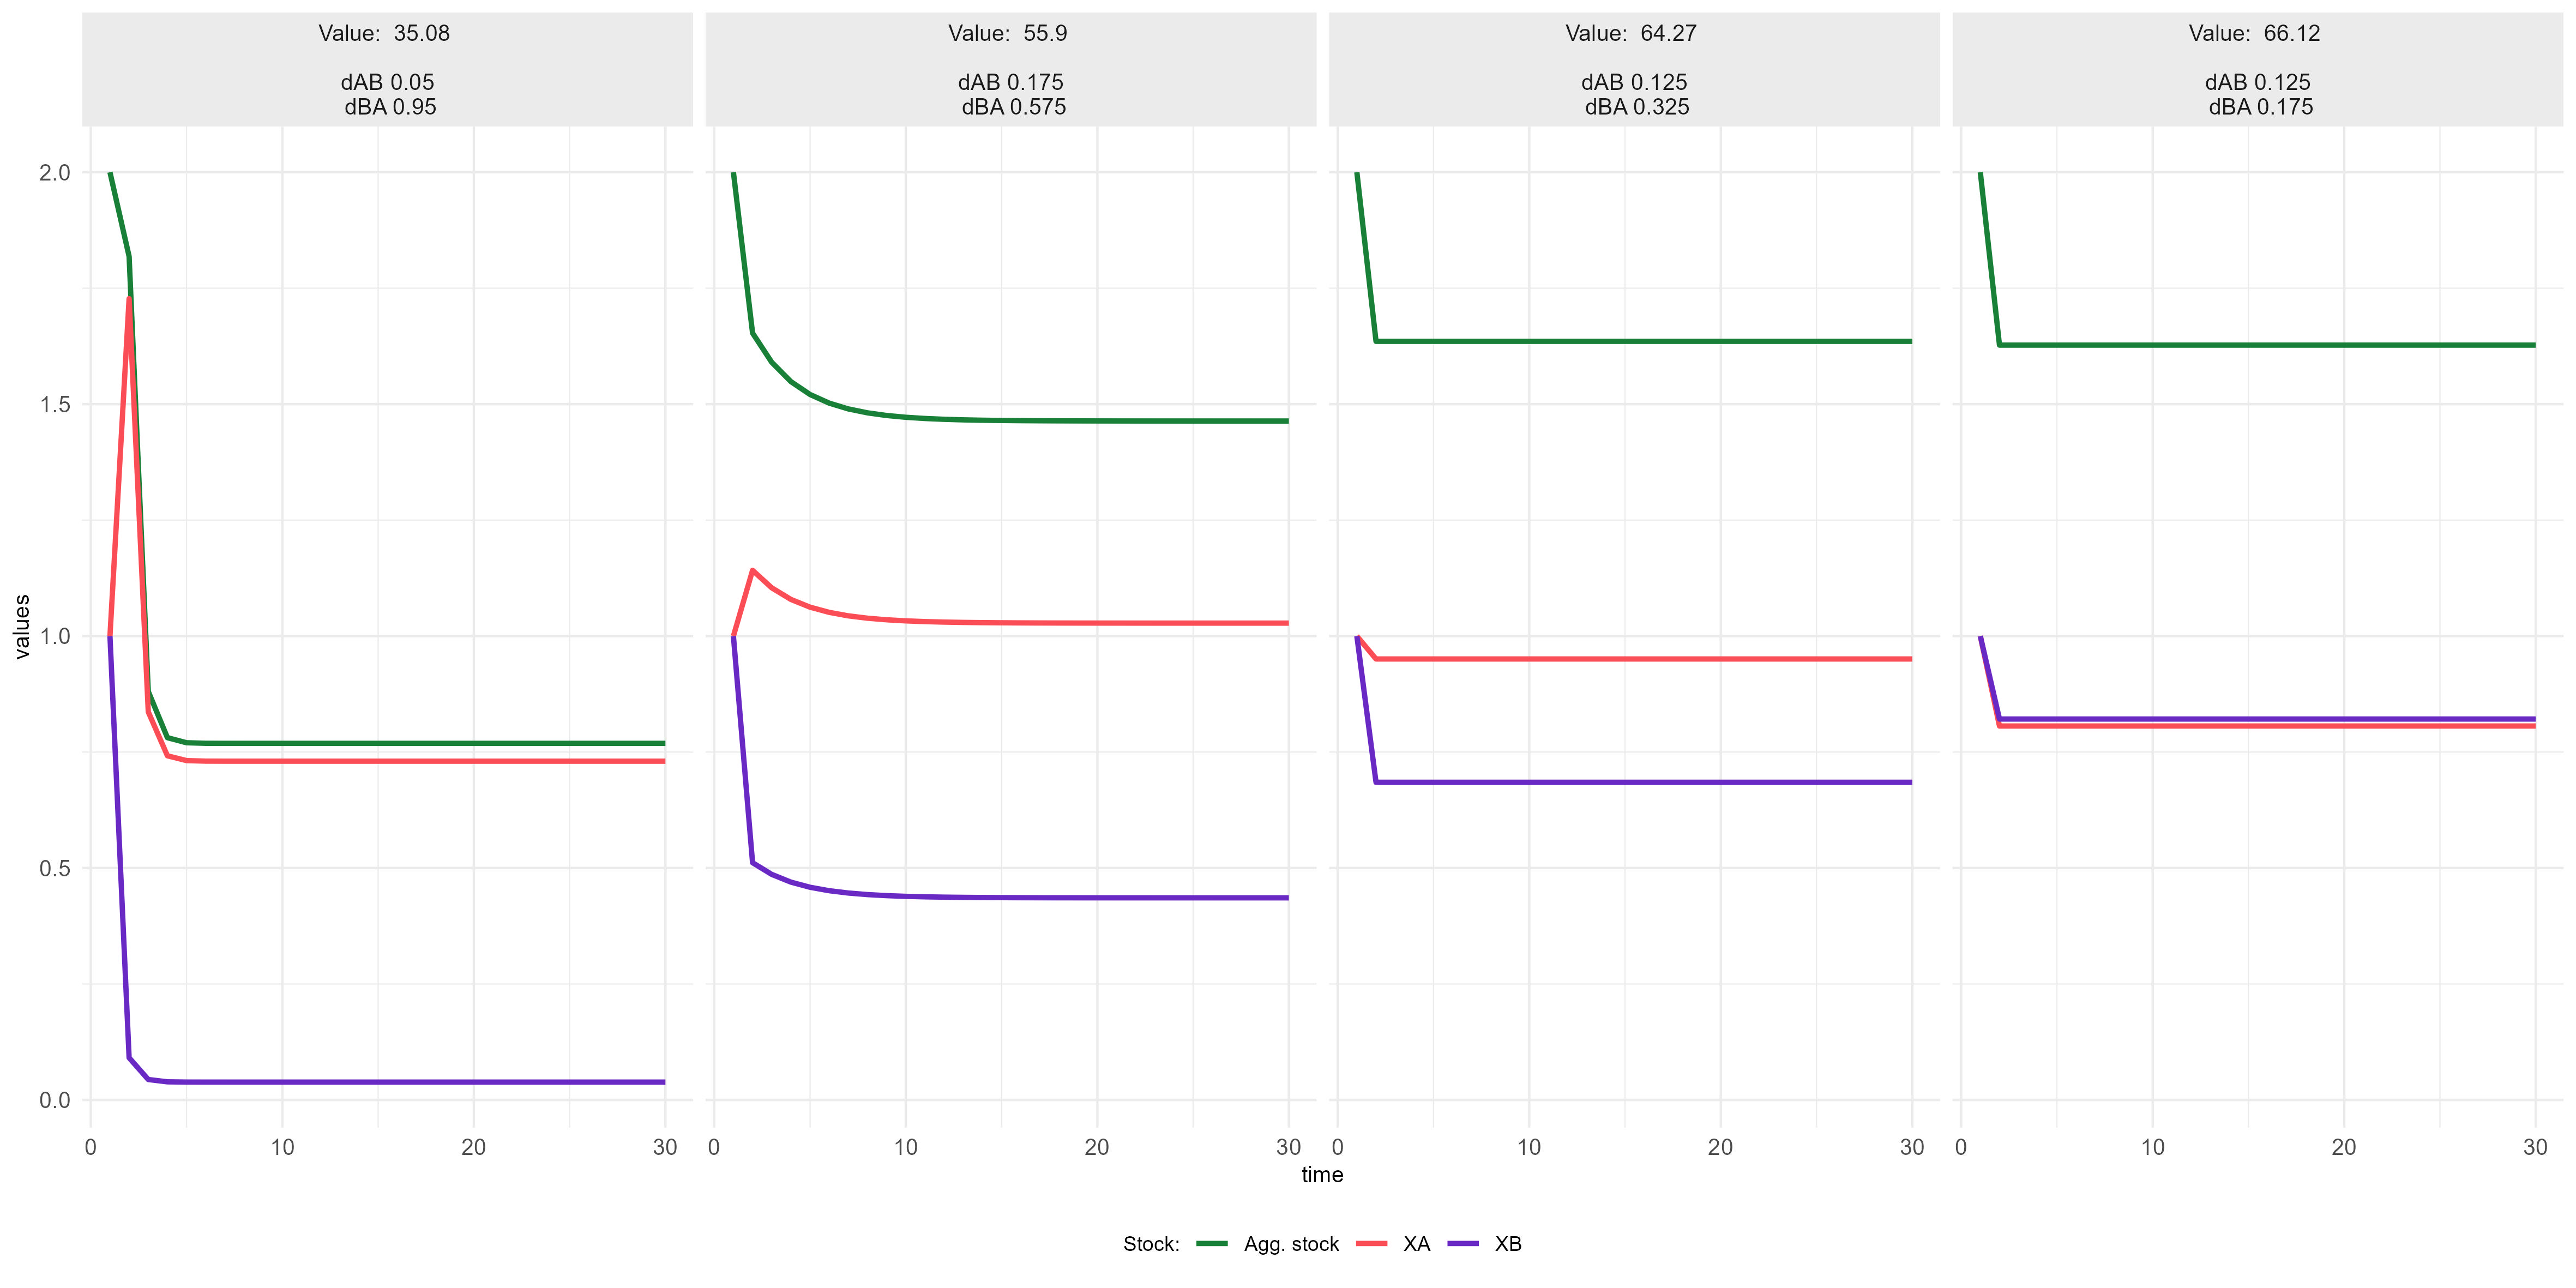 Value:  35.08
dAB 0.05
dBA 0.95
Value:  55.9
dAB 0.175
dBA 0.575
Value:  64.27
dAB 0.125
dBA 0.325
Value:  66.12
dAB 0.125
dBA 0.175
values
2.0
1.5
1.0
0.5
0.0
0 10 20 30
0 10 20 30
0 10 20 30
0 10 20 30
time
Stock: Agg. stock XA XB